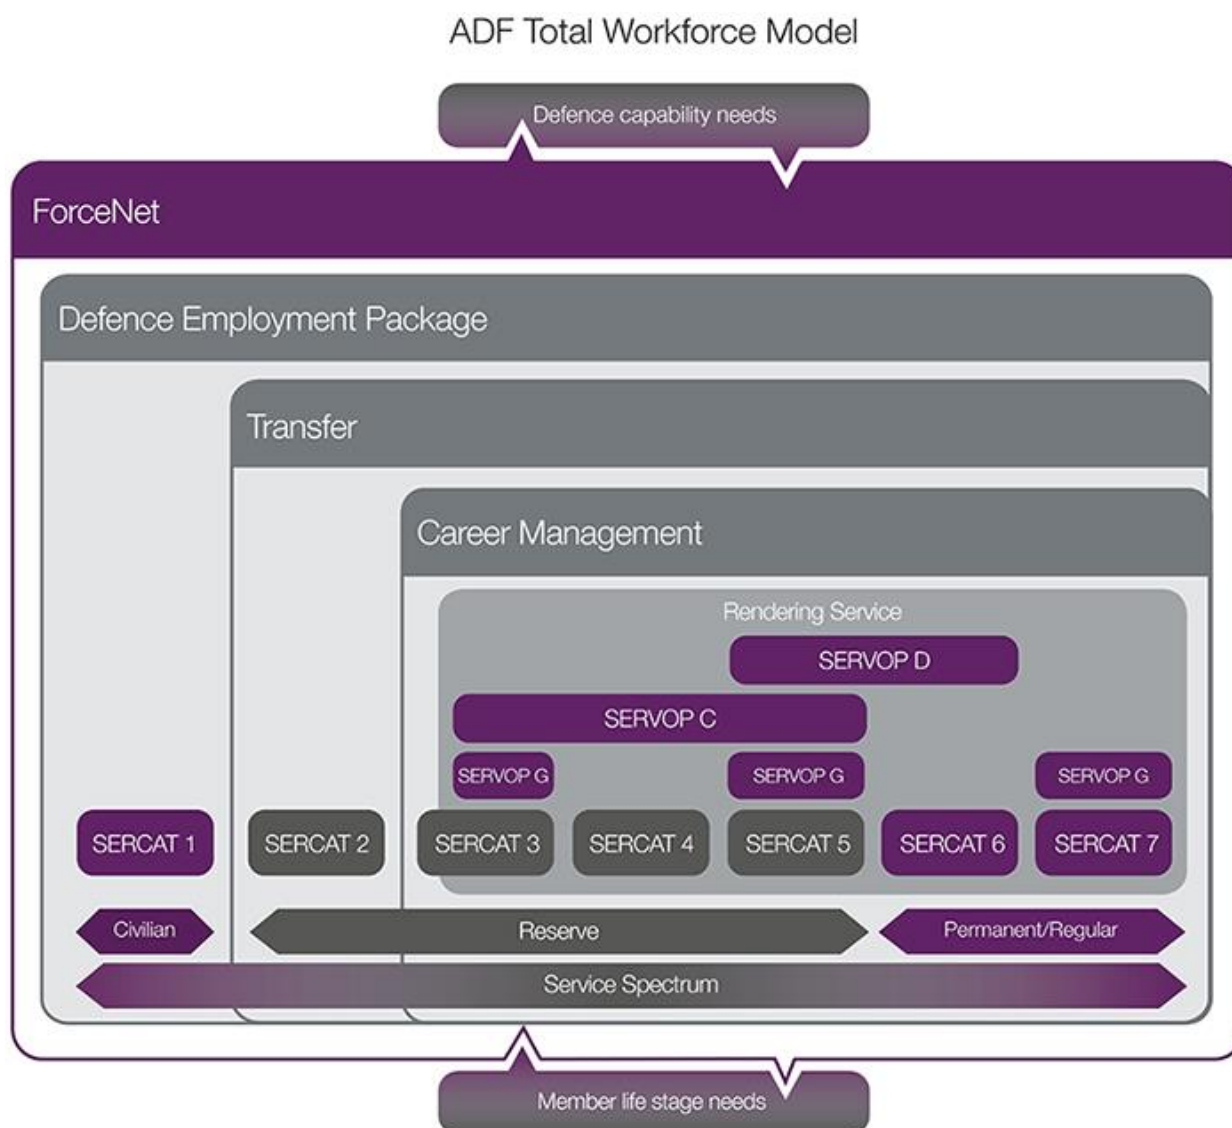 ADF Total Workforce Model
Defence capability needs
ForceNet
Defence Employment Package
Transfer
Career Management
Rendering Service
SERVOP D
SERVOP C
SERVOP G
SERVOP G
SERVOP G
SERCAT 1
SERCAT 2
SERCAT 3
SERCAT 4
SERCAT 5
SERCAT 6
SERCAT 7
Civilian
Reserve
Permanent/Regular
Service Spectrum
Member life stage needs